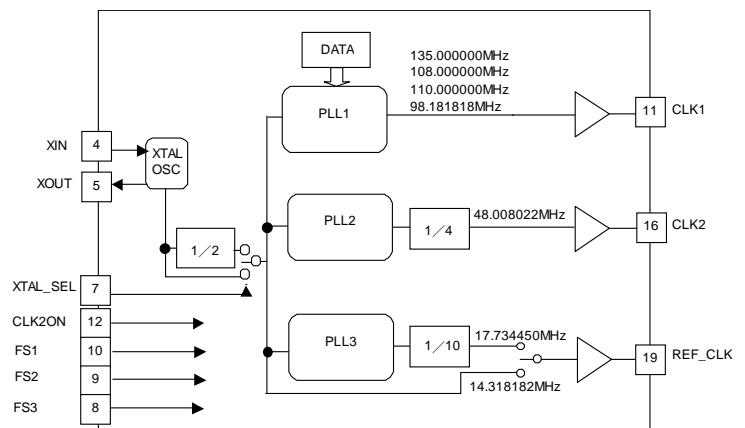 DATA
135.000000MHz
108.000000MHz
110.000000MHz
98.181818MHz
PLL1
11
CLK1
XIN
4
XTAL
OSC
XOUT
5
PLL2
1/4
48.008022MHz
16
CLK2
1/2
XTAL_SEL
7
CLK2ON
12
FS1
10
FS2
9
FS3
8
PLL3
1/10
17.734450MHz
14.318182MHz
19
REF_CLK